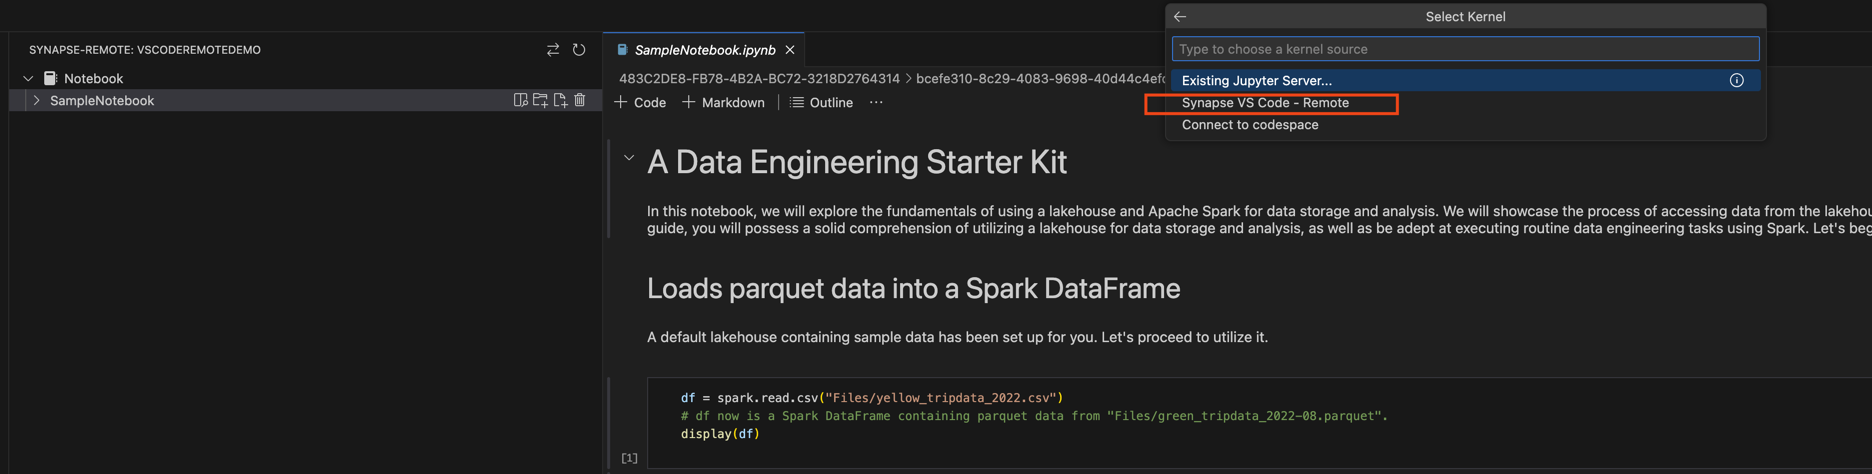 Select Kernel
Type to choose a kernel source
Existing Jupyter Server...
Synapse VS Code - Remote
Connect to codespace
SYNAPSE-REMOTE: VSCODEREMOTEDEMO
Notebook
SampleNotebook
SampleNotebook.ipynb
483C2DE8-FB78-4B2A-BC72-3218D2764314 > bcefe310-8c29-4083-9698-40d44c4efc
+ Code + Markdown Outline ...
A Data Engineering Starter Kit
In this notebook, we will explore the fundamentals of using a lakehouse and Apache Spark for data storage and analysis. We will showcase the process of accessing data from the lakehou
guide, you will possess a solid comprehension of utilizing a lakehouse for data storage and analysis, as well as be adept at executing routine data engineering tasks using Spark. Let's beg
Loads parquet data into a Spark DataFrame
A default lakehouse containing sample data has been set up for you. Let's proceed to utilize it.
df = spark.read.csv("Files/yellow_tripdata_2022.csv")
# df now is a Spark DataFrame containing parquet data from "Files/green_tripdata_2022-08.parquet".
display(df)
[1]